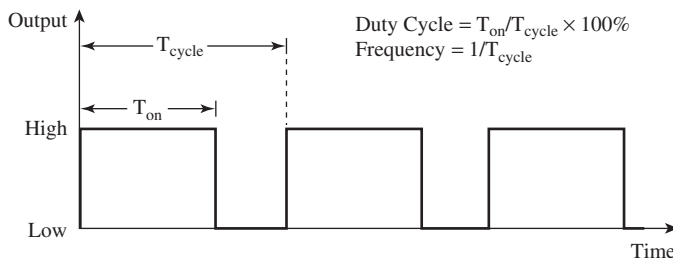 Output
Duty Cycle = T_on/T_cycle × 100%
Frequency = 1/T_cycle
T_cycle
T_on
High
Low
Time